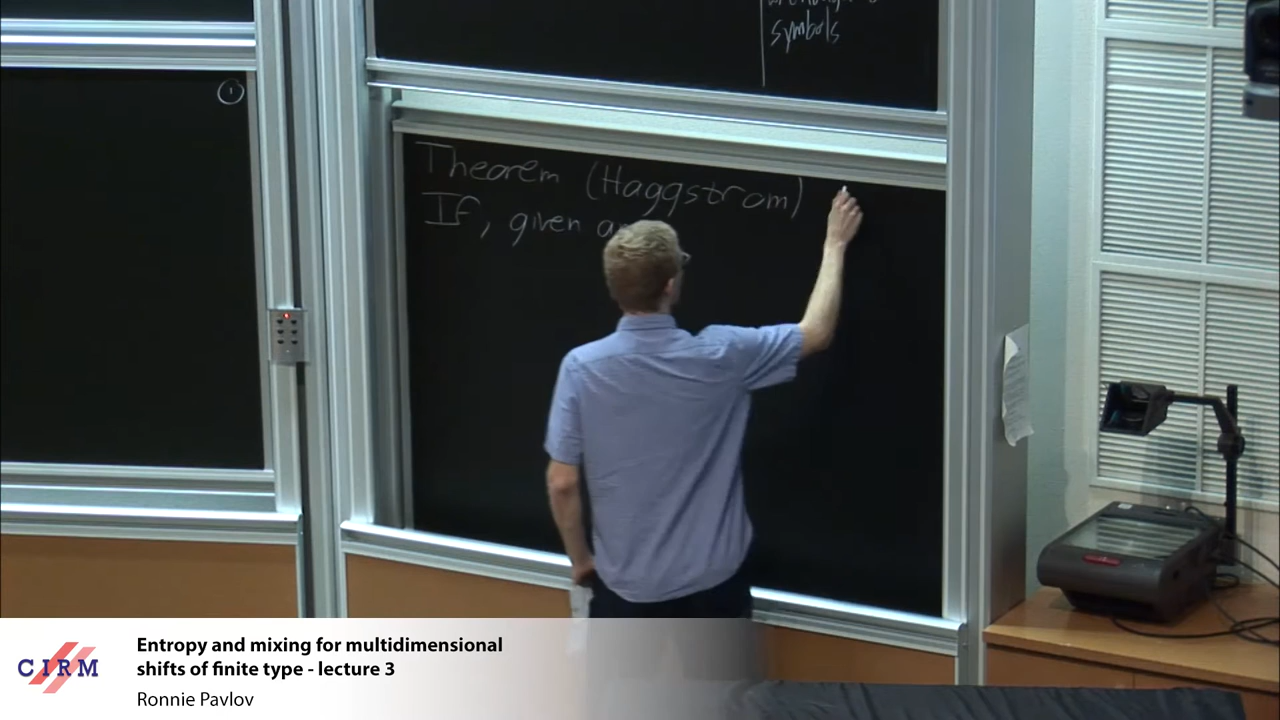 symbols
1
Theorem (Haggstrom)
If, given
CIRM
Entropy and mixing for multidimensional
shifts of finite type - lecture 3
Ronnie Pavlov